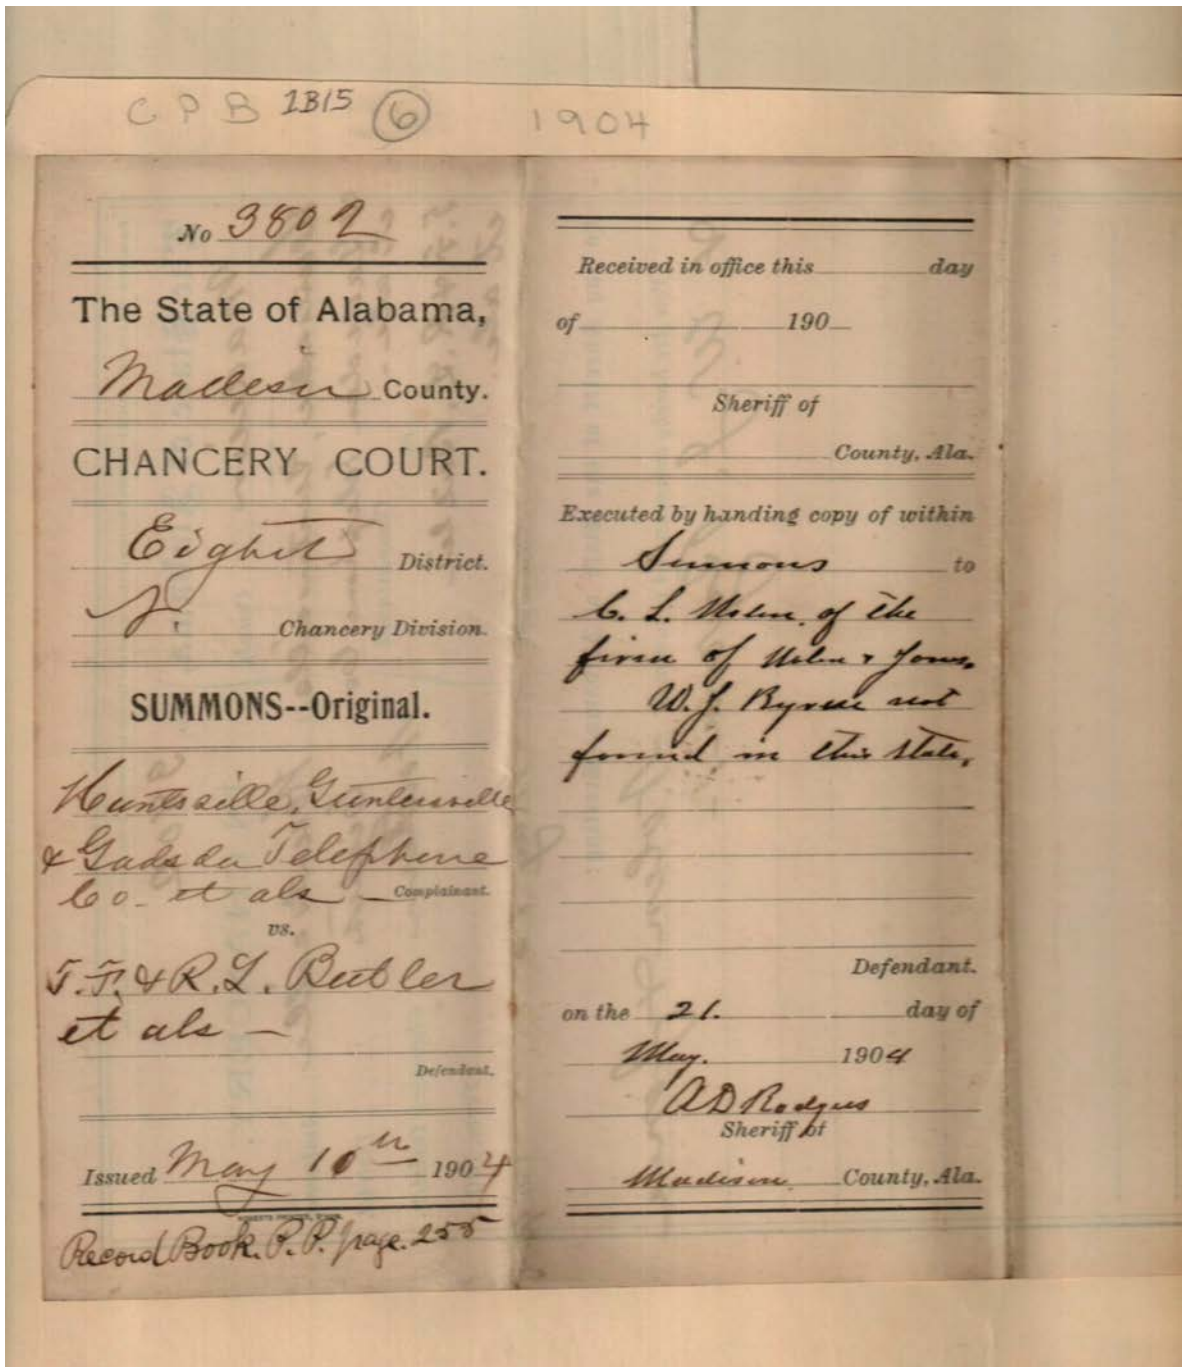 C P B 1B15 6 1904
No 3802
The State of Alabama,
Madison County.
CHANCERY COURT.
Eight District.
N. Chancery Division.
SUMMONS--Original.
Huntsville, Guntersville
& Gadsden Telephone
Co. et als Complainant.
vs.
T.T. & R.L. Butler
et als —
Defendant.
Issued May 10th 1904
Record Book. P.P. page. 255
Received in office this day
of 190
Sheriff of
County, Ala.
Executed by handing copy of within
Summons to
C. L. of the
firm of & Jones.
W. J. Byrne not
found in this state.
Defendant.
on the 21. day of
May. 1904
A D Rodgers
Sheriff of
Madison County, Ala.